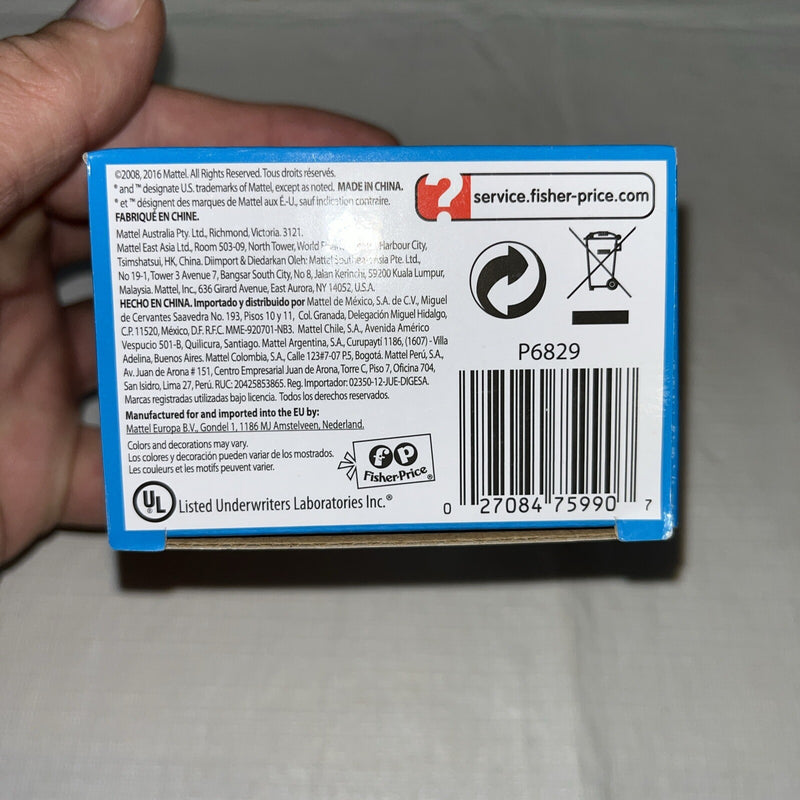 ©2008, 2016 Mattel. All Rights Reserved. Tous droits réservés.
® and ™ designate U.S. trademarks of Mattel, except as noted. MADE IN CHINA.
® et ™ désignent des marques de Mattel aux É.-U., sauf indication contraire.
FABRIQUÉ EN CHINE.
Mattel Australia Pty. Ltd., Richmond, Victoria. 3121.
Mattel East Asia Ltd., Room 503-09, North Tower, World Harbour City,
Tsimshatsui, HK, China. Diimport & Diedarkan Oleh: Mattel Southeast Asia Pte. Ltd.,
No 19-1, Tower 3 Avenue 7, Bangsar South City, No 8, Jalan Kerinchi, 59200 Kuala Lumpur,
Malaysia. Mattel, Inc., 636 Girard Avenue, East Aurora, NY 14052, U.S.A.
HECHO EN CHINA. Importado y distribuido por Mattel de México, S.A. de C.V., Miguel
de Cervantes Saavedra No. 193, Pisos 10 y 11, Col. Granada, Delegación Miguel Hidalgo,
C.P. 11520, México, D.F. R.F.C. MME-920701-NB3. Mattel Chile, S.A., Avenida Américo
Vespucio 501-B, Quilicura, Santiago. Mattel Argentina, S.A., Curupaytí 1186, (1607) - Villa
Adelina, Buenos Aires. Mattel Colombia, S.A., Calle 123#7-07 P.5, Bogotá. Mattel Perú, S.A.,
Av. Juan de Arona # 151, Centro Empresarial Juan de Arona, Torre C, Piso 7, Oficina 704,
San Isidro, Lima 27, Perú. RUC: 20425853865. Reg. Importador: 02350-12-JUE-DIGESA.
Marcas registradas utilizadas bajo licencia. Todos los derechos reservados.
Manufactured for and imported into the EU by:
Mattel Europa B.V., Gondel 1, 1186 MJ Amstelveen, Nederland.
Colors and decorations may vary.
Los colores y decoración pueden variar de los mostrados.
Les couleurs et les motifs peuvent varier.
fp
Fisher-Price®
UL
® Listed Underwriters Laboratories Inc.®
? service.fisher-price.com
P6829
0 27084 75990 7